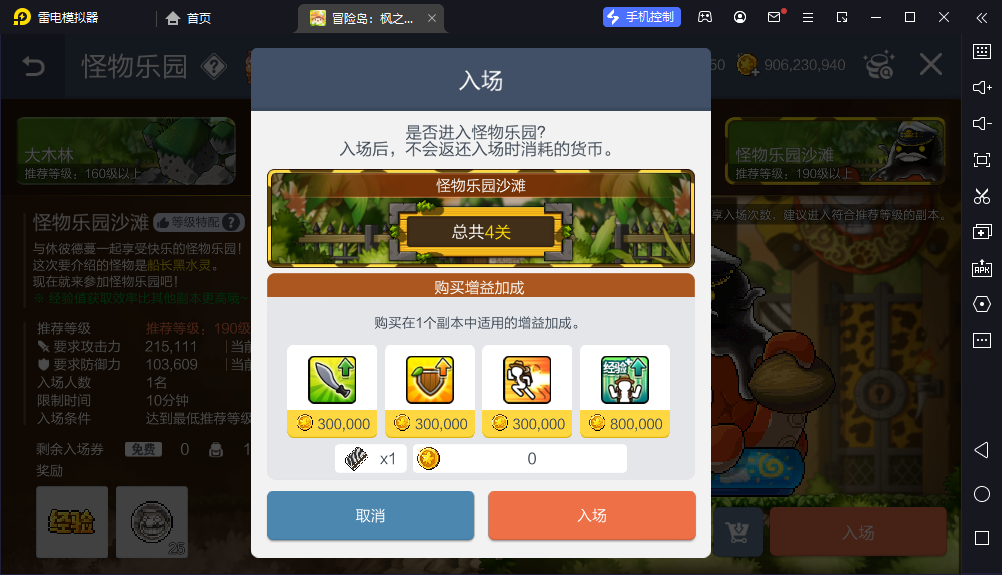 雷电模拟器
首页
冒险岛：枫之...
手机控制
怪物乐园
50
906,230,940
入场
是否进入怪物乐园?
入场后，不会返还入场时消耗的货币。
怪物乐园沙滩
总共4关
购买增益加成
购买在1个副本中适用的增益加成。
经验
300,000
300,000
300,000
800,000
x1
0
取消
入场
大木林
推荐等级：160级以上
怪物乐园沙滩
等级特配
与休彼德蔓一起享受快乐的怪物乐园！
这次要介绍的怪物是船长黑水灵。
现在就来参加怪物乐园吧！
※ 经验值获取效率比其他副本更高哦~
推荐等级
推荐等级：190级
要求攻击力
215,111
当前
要求防御力
103,609
当前
入场人数
1名
限制时间
10分钟
入场条件
达到最低推荐等级
剩余入场券
免费
0
1
奖励
经验
25
怪物乐园沙滩
推荐等级：190级以上
享入场次数，建议进入符合推荐等级的副本。
入场
APK